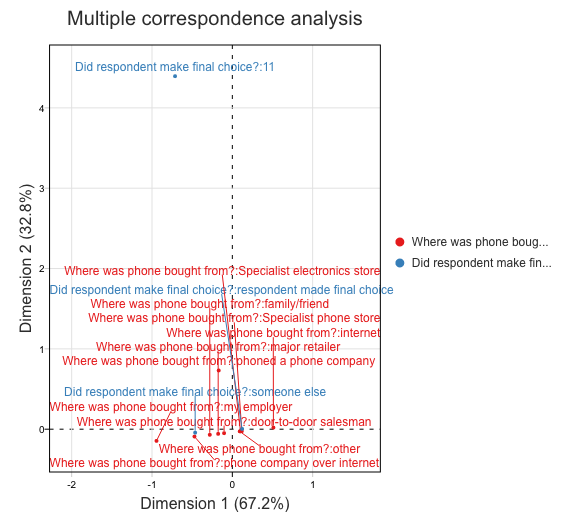 Multiple correspondence analysis
Did respondent make final choice?:11
4
3
2
1
0
Dimension 2 (32.8%)
Where was phone bought from?:Specialist electronics store
Did respondent make final choice?:respondent made final choice
Where was phone bought from?:family/friend
Where was phone bought from?:Specialist phone store
Where was phone bought from?:internet
Where was phone bought from?:major retailer
Where was phone bought from?:phoned a phone company
Did respondent make final choice?:someone else
Where was phone bought from?:my employer
Where was phone bought from?:door-to-door salesman
Where was phone bought from?:other
Where was phone bought from?:phone company over internet
-2
-1
0
1
Dimension 1 (67.2%)
Where was phone boug...
Did respondent make fin...